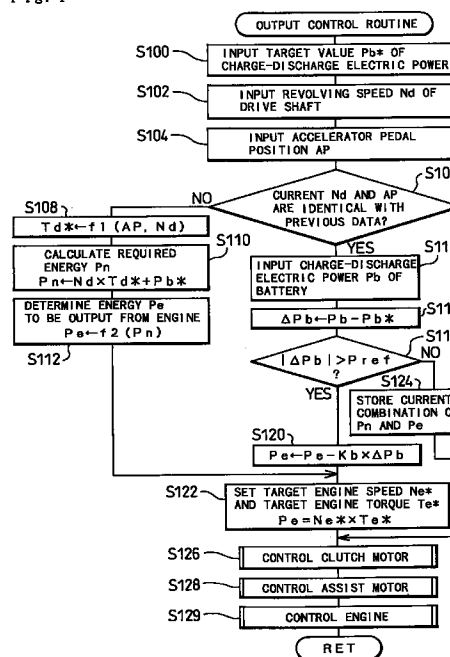 OUTPUT CONTROL ROUTINE
S100
INPUT TARGET VALUE Pb* OF
CHARGE-DISCHARGE ELECTRIC POWER
S102
INPUT REVOLVING SPEED Nd OF
DRIVE SHAFT
S104
INPUT ACCELERATOR PEDAL
POSITION AP
CURRENT Nd AND AP
ARE IDENTICAL WITH
PREVIOUS DATA?
NO
YES
S108
Td*←f1 (AP, Nd)
S110
CALCULATE REQUIRED
ENERGY Pn
Pn←Nd×Td*+Pb*
DETERMINE ENERGY Pe
TO BE OUTPUT FROM ENGINE
Pe←f2 (Pn)
S112
INPUT CHARGE-DISCHARGE
ELECTRIC POWER Pb OF
BATTERY
ΔPb←Pb-Pb*
|ΔPb|>Pref
?
NO
YES
S124
STORE CURRENT
COMBINATION
Pn AND Pe
S120
Pe←Pe-Kb×ΔPb
S122
SET TARGET ENGINE SPEED Ne*
AND TARGET ENGINE TORQUE Te*
Pe=Ne*×Te*
S126
CONTROL CLUTCH MOTOR
S128
CONTROL ASSIST MOTOR
S129
CONTROL ENGINE
RET